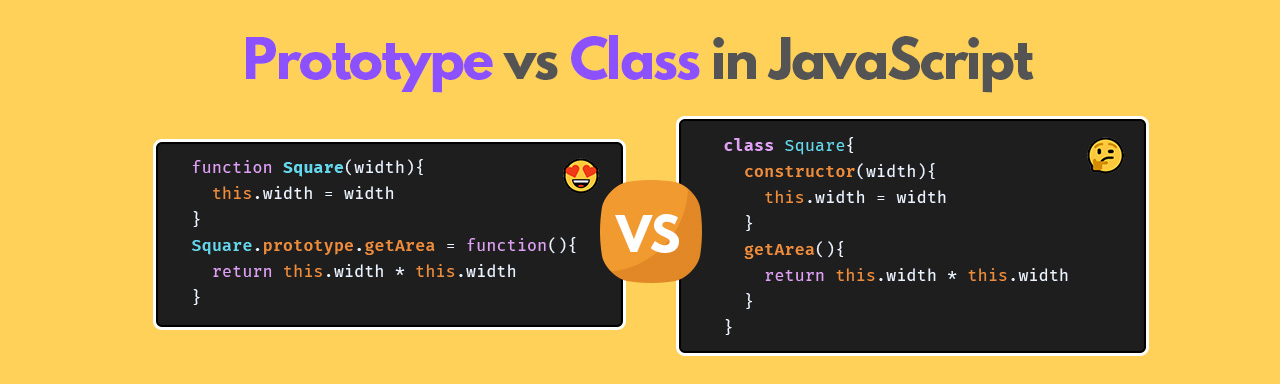 Prototype vs Class in JavaScript
function Square(width){
  this.width = width
}
Square.prototype.getArea = function(){
  return this.width * this.width
}
VS
class Square{
  constructor(width){
    this.width = width
  }
  getArea(){
    return this.width * this.width
  }
}